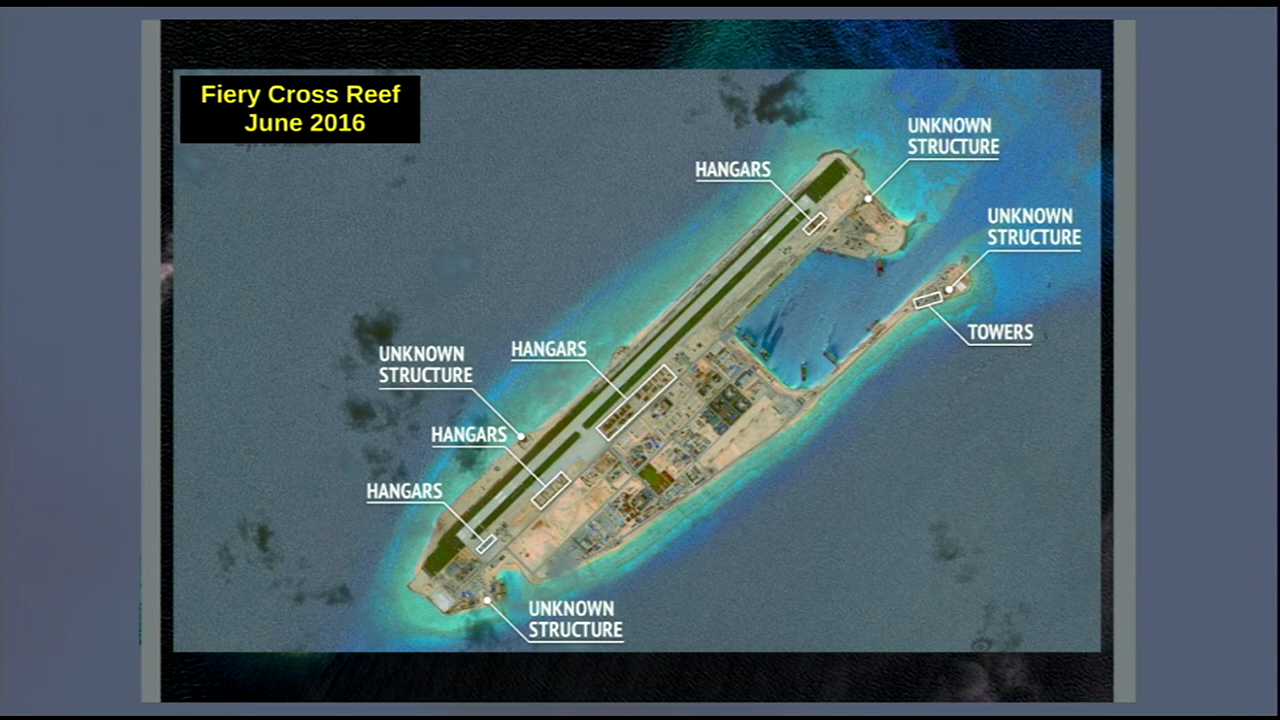 Fiery Cross Reef
June 2016
UNKNOWN
STRUCTURE
HANGARS
UNKNOWN
STRUCTURE
TOWERS
HANGARS
UNKNOWN
STRUCTURE
HANGARS
HANGARS
UNKNOWN
STRUCTURE